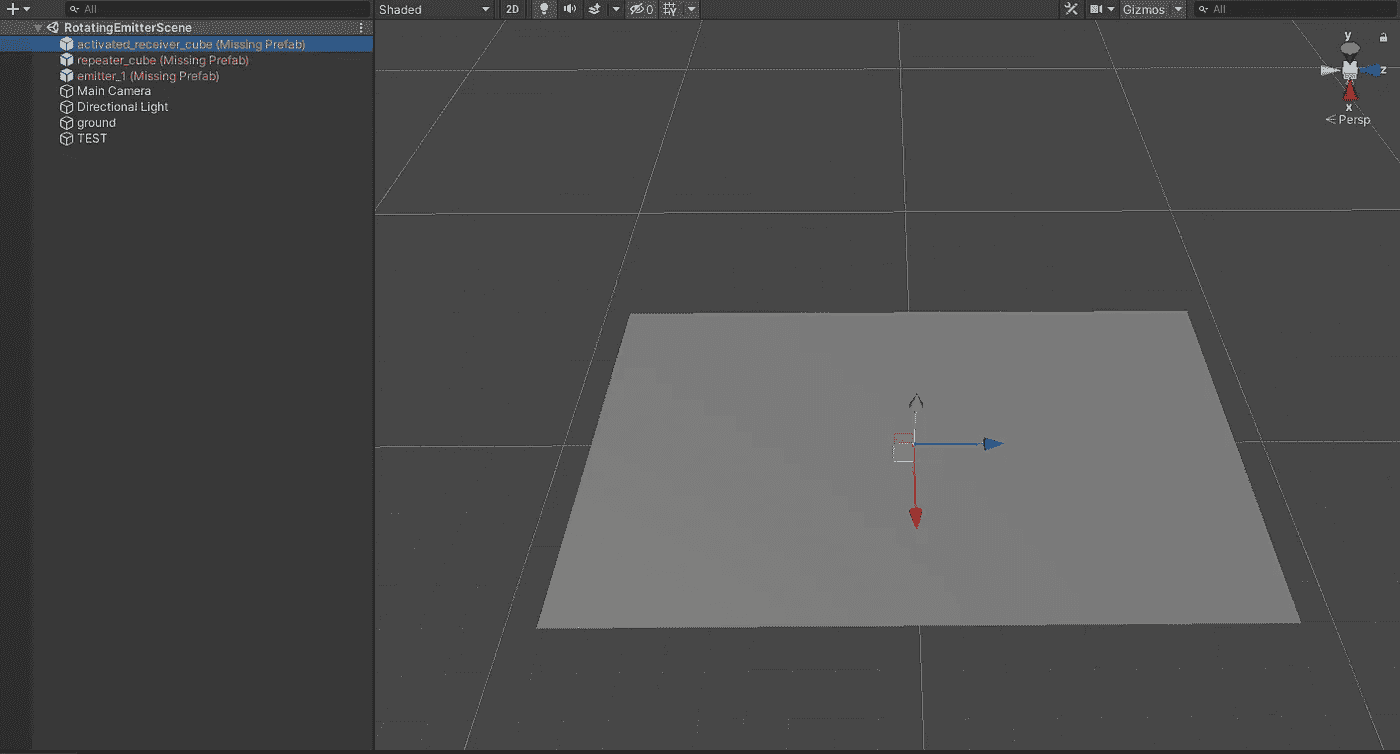 All
Shaded
2D
0
Gizmos
All
RotatingEmitterScene
activated_receiver_cube (Missing Prefab)
repeater_cube (Missing Prefab)
emitter_1 (Missing Prefab)
Main Camera
Directional Light
ground
TEST
y
z
x
Persp